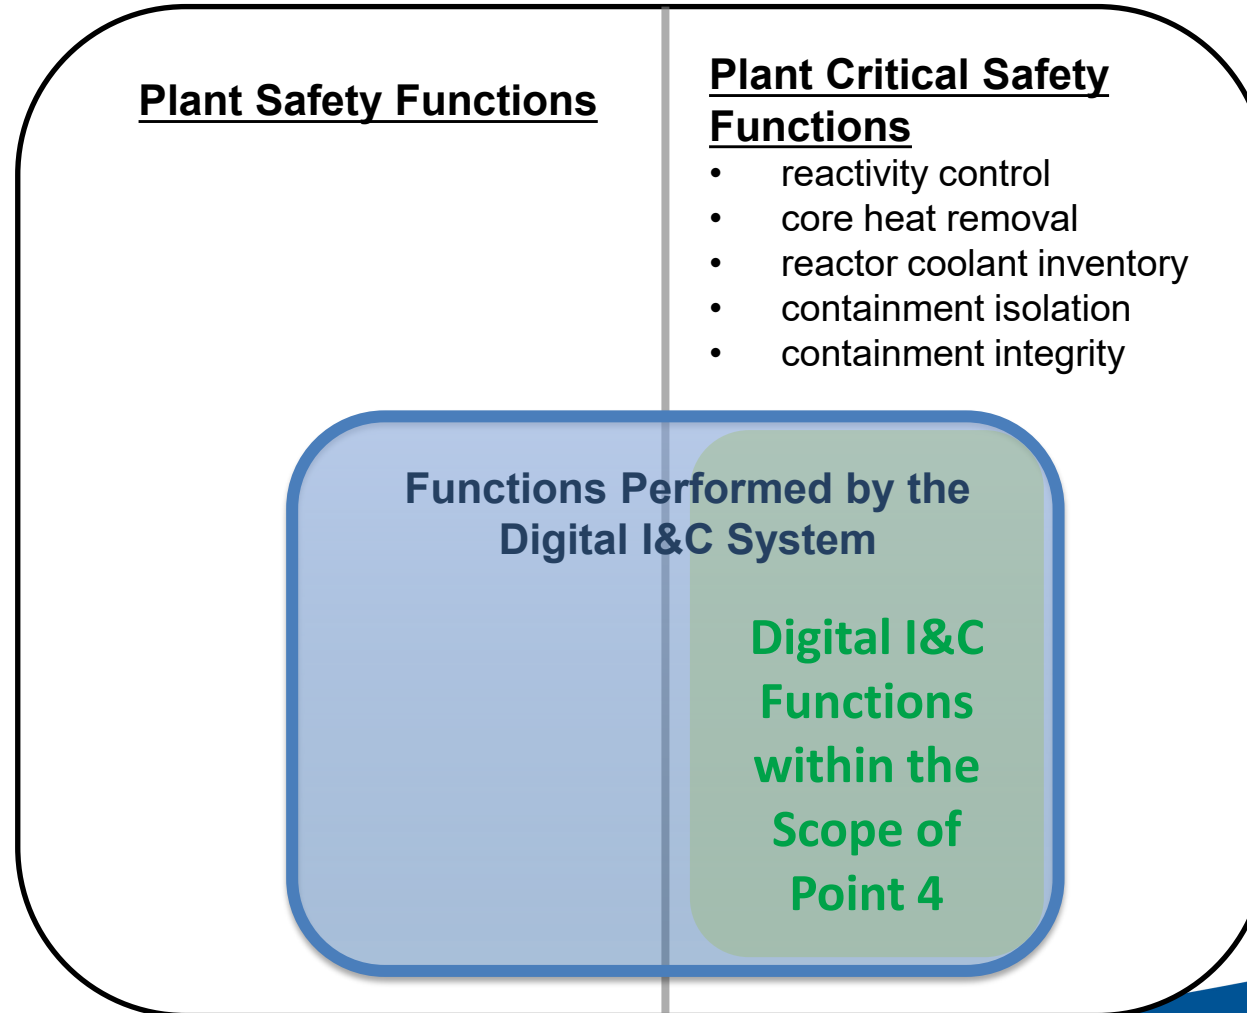 Plant Safety Functions
Plant Critical Safety
Functions
• reactivity control
• core heat removal
• reactor coolant inventory
• containment isolation
• containment integrity
Functions Performed by the
Digital I&C System
Digital I&C
Functions
within the
Scope of
Point 4